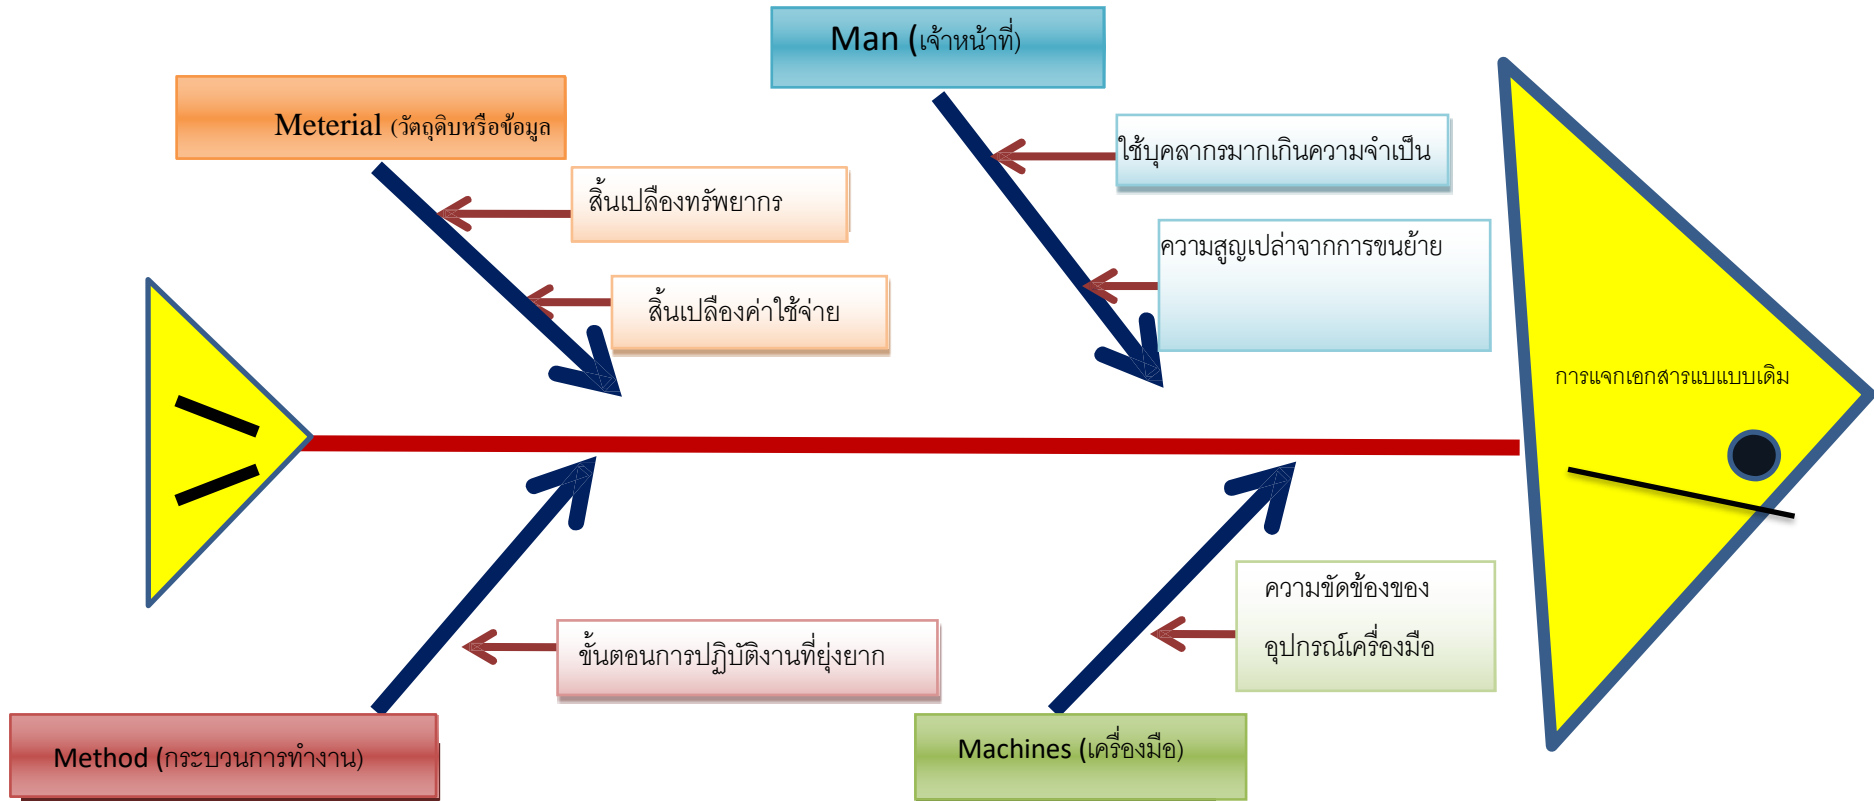 Man (เจ้าหน้าที่)
Meterial (วัตถุดิบหรือข้อมูล
ใช้บุคลากรมากเกินความจำเป็น
สิ้นเปลืองทรัพยากร
ความสูญเปล่าจากการขนย้าย
สิ้นเปลืองค่าใช้จ่าย
การแจกเอกสารแบแบบเดิม
ความขัดข้องของ
อุปกรณ์เครื่องมือ
ขั้นตอนการปฏิบัติงานที่ยุ่งยาก
Method (กระบวนการทำงาน)
Machines (เครื่องมือ)